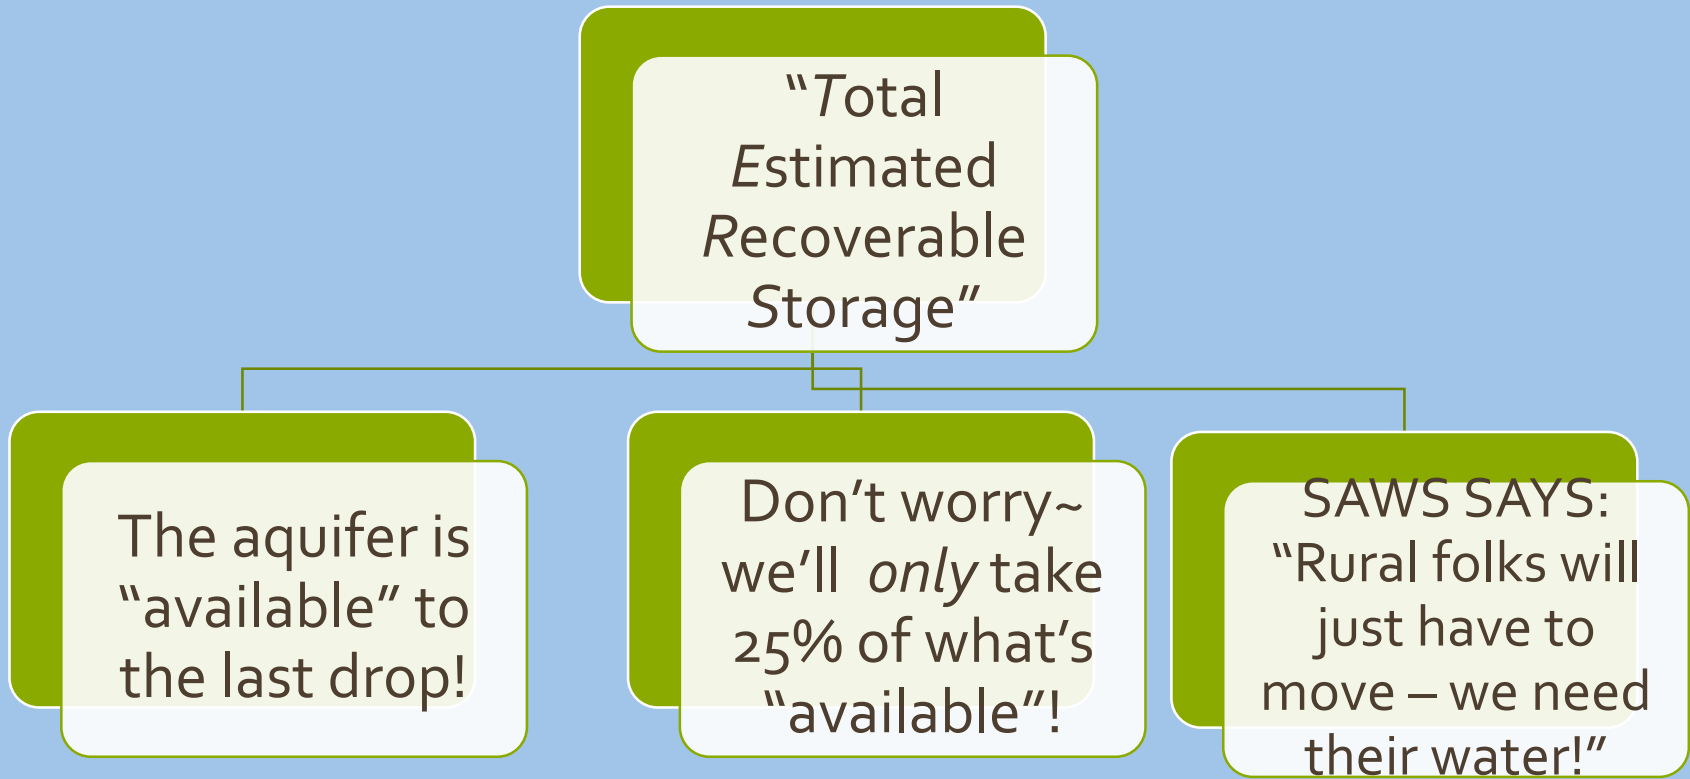 “Total
Estimated
Recoverable
Storage”
The aquifer is
“available” to
the last drop!
Don’t worry~
we’ll only take
25% of what’s
“available”!
SAWS SAYS:
“Rural folks will
just have to
move – we need
their water!”